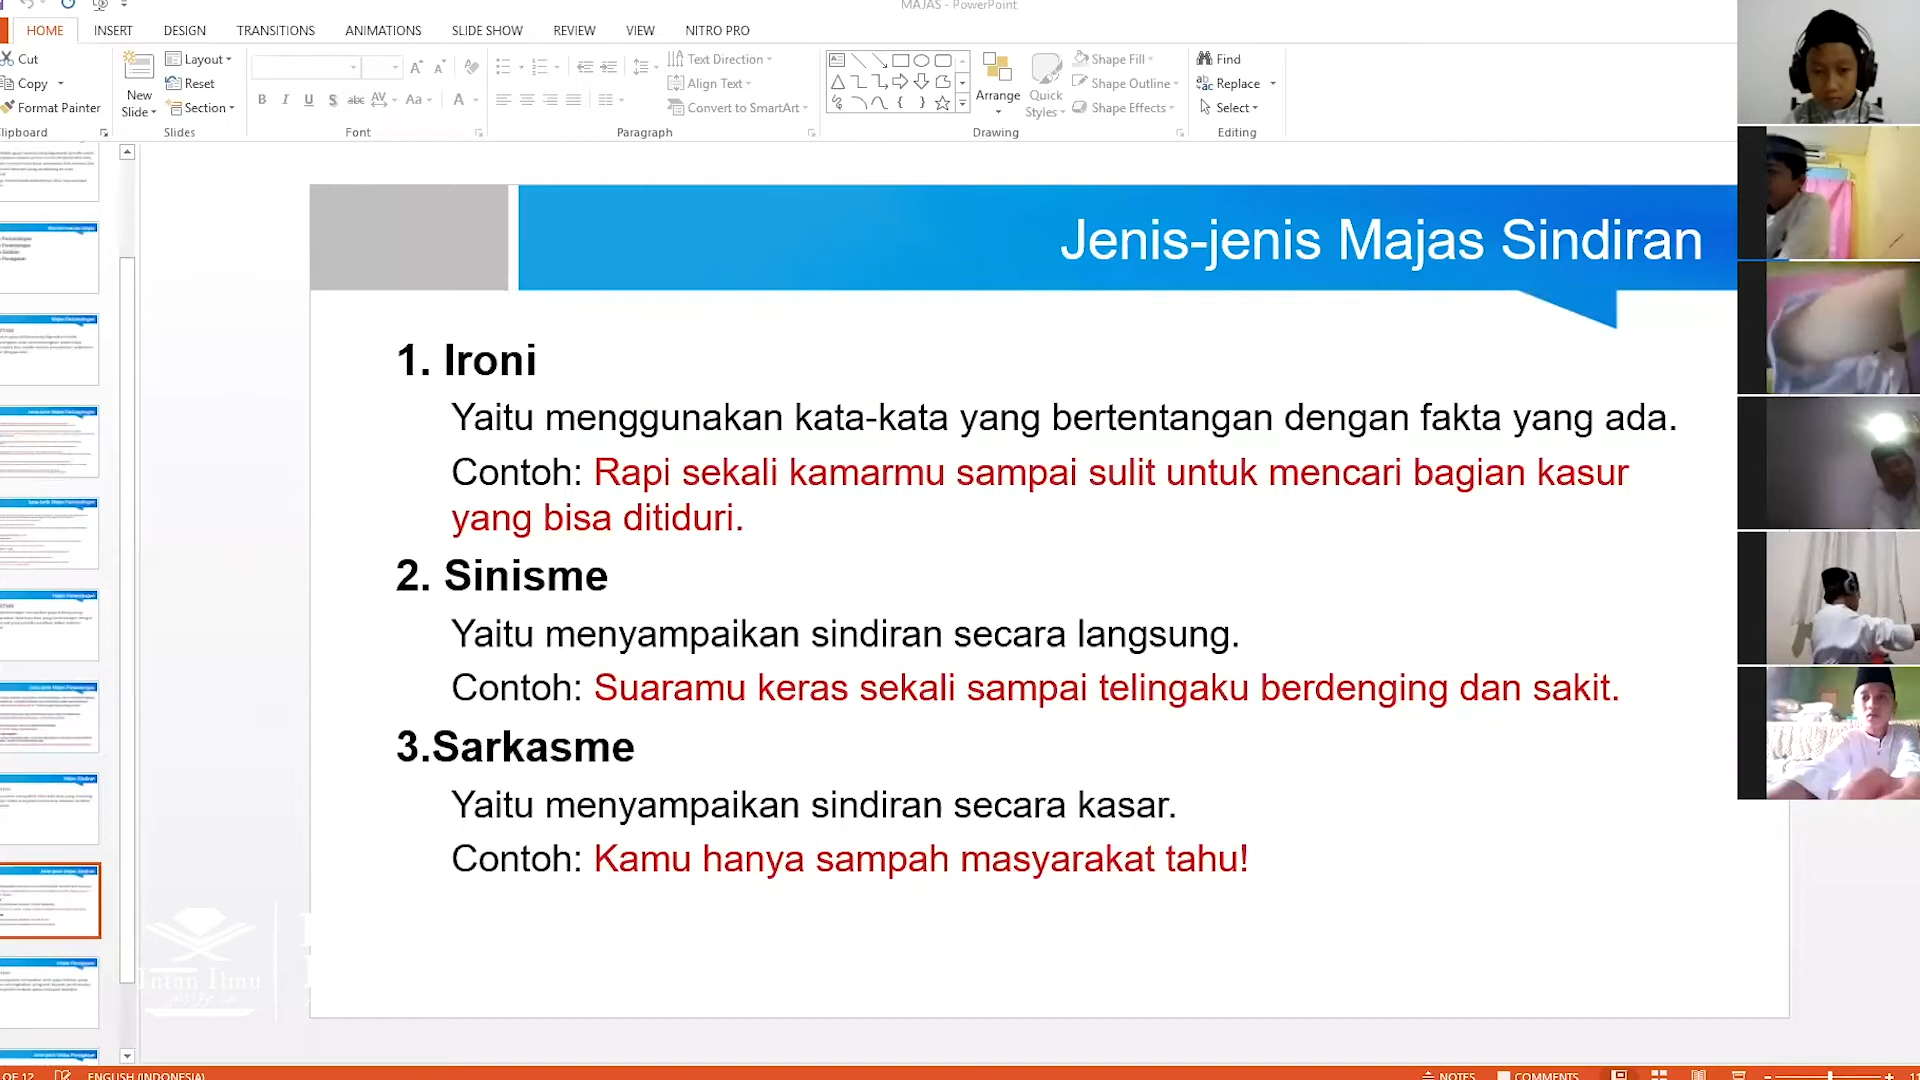 MAJAS - PowerPoint
HOME INSERT DESIGN TRANSITIONS ANIMATIONS SLIDE SHOW REVIEW VIEW NITRO PRO
Cut
Copy
Format Painter
New
Slide
Layout
Reset
Section
Slides
Font
Text Direction
Align Text
Convert to SmartArt
Paragraph
Arrange
Quick
Styles
Shape Fill
Shape Outline
Shape Effects
Drawing
Find
Replace
Select
Editing
Jenis-jenis Majas Sindiran
1. Ironi
Yaitu menggunakan kata-kata yang bertentangan dengan fakta yang ada.
Contoh: Rapi sekali kamarmu sampai sulit untuk mencari bagian kasur
yang bisa ditiduri.
2. Sinisme
Yaitu menyampaikan sindiran secara langsung.
Contoh: Suaramu keras sekali sampai telingaku berdenging dan sakit.
3.Sarkasme
Yaitu menyampaikan sindiran secara kasar.
Contoh: Kamu hanya sampah masyarakat tahu!
Intan Ilmu
OF 12 ENGLISH (INDONESIA) NOTES COMMENTS